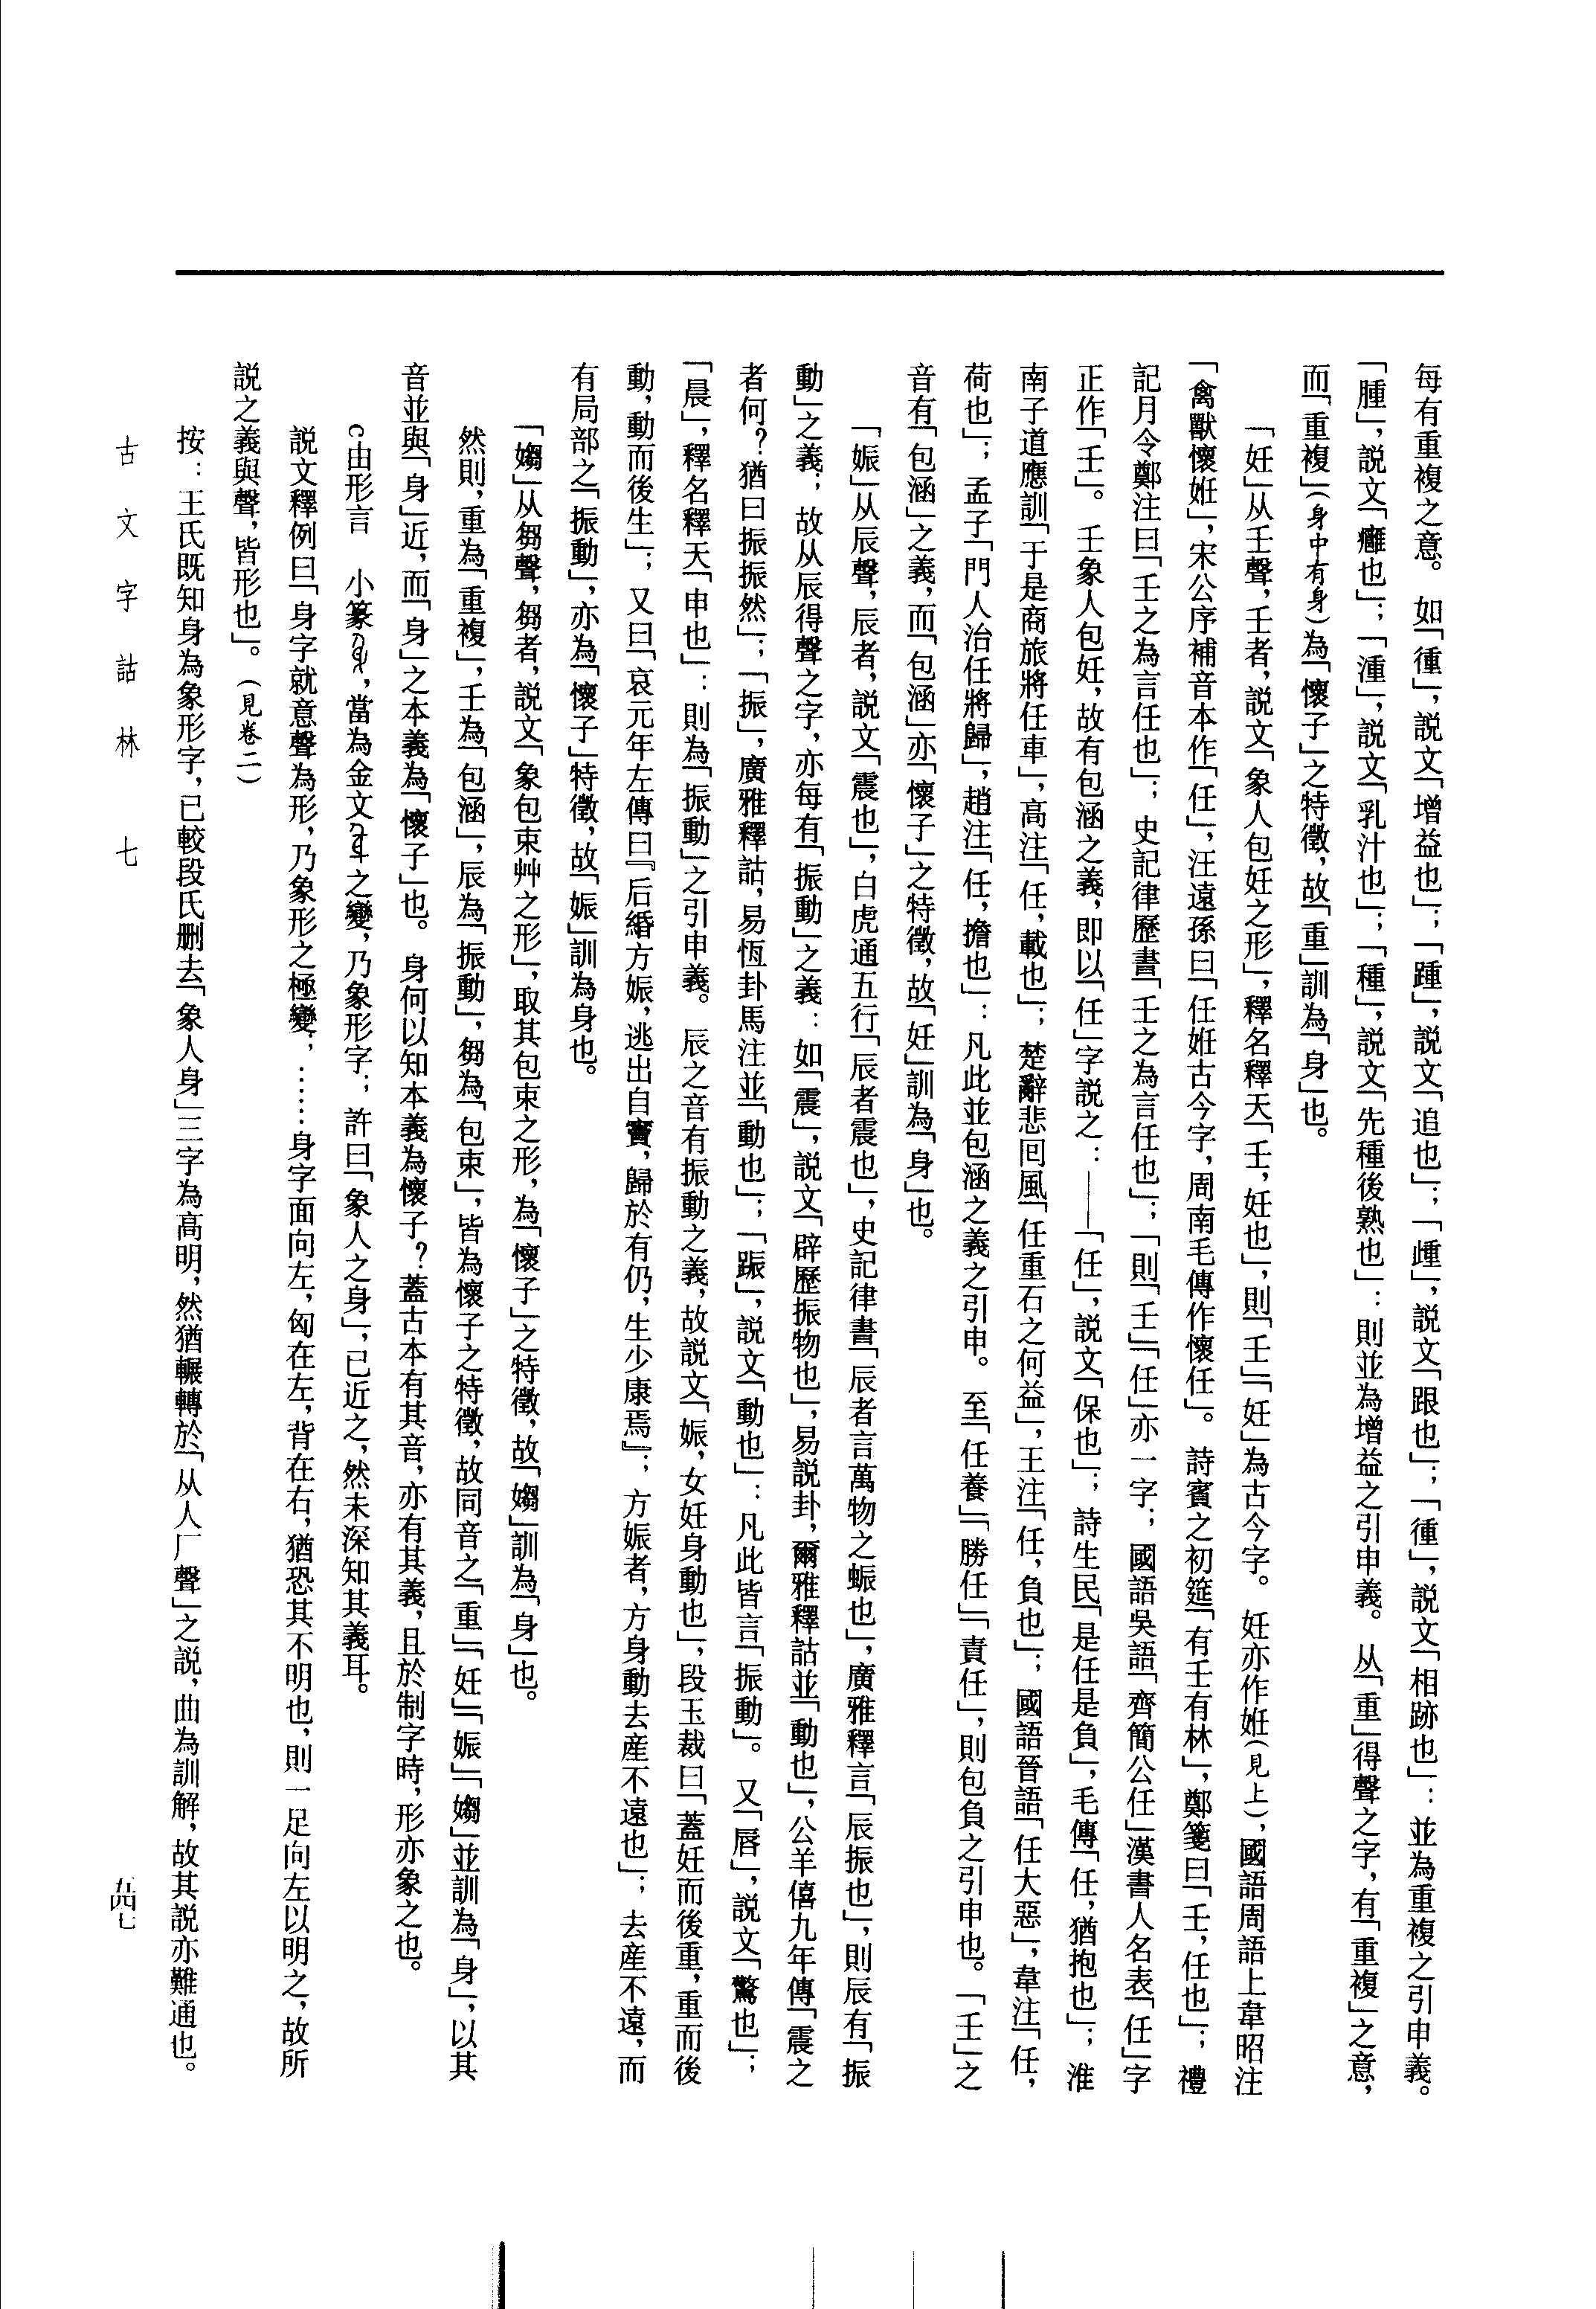 每有重複之意。如「偅」，説文「增益也」；「踵」，説文「追也」；「歱」，説文「跟也」；「徸」，説文「相跡也」：並為重複之引申義。
「腫」，説文「癰也」；「湩」，説文「乳汁也」；「種」，説文「先種後熟也」：則並為增益之引申義。从「重」得聲之字，有「重複」之意，
而「重複」（身中有身）為「懷子」之特徵，故「重」訓為「身」也。
「妊」从壬聲，壬者，説文「象人包妊之形」，釋名釋天「壬，妊也」，則「壬」「妊」為古今字。妊亦作姙（見上），國語周語上韋昭注
「禽獸懷姙」，宋公序補音本作「任」，汪遠孫曰「任姙古今字，周南毛傳作懷任」。詩賓之初筵「有壬有林」，鄭箋曰「壬，任也」；禮
記月令鄭注曰「壬之為言任也」；史記律歷書「壬之為言任也」；「則「壬」「任」亦一字；國語吳語「齊簡公任」漢書人名表「任」字
正作「壬」。壬象人包妊，故有包涵之義，即以「任」字説之：——「任」，説文「保也」；詩生民「是任是負」，毛傳「任，猶抱也」；淮
南子道應訓「于是商旅將任車」，高注「任，載也」；楚辭悲回風「任重石之何益」，王注「任，負也」；國語晉語「任大惡」，韋注「任，
荷也」；孟子「門人治任將歸」，趙注「任，擔也」：凡此並包涵之義之引申。至「任養」「勝任」「責任」，則包負之引申也。「壬」之
音有「包涵」之義，而「包涵」亦「懷子」之特徵，故「妊」訓為「身」也。
「娠」从辰聲，辰者，説文「震也」，白虎通五行「辰者震也」，史記律書「辰者言萬物之蜄也」，廣雅釋言「辰振也」，則辰有「振
動」之義；故从辰得聲之字，亦每有「振動」之義：如「震」，説文「辟歷振物也」，易説卦，爾雅釋詁並「動也」，公羊僖九年傳「震之
者何？猶曰振振然」；「振」，廣雅釋詁，易恆卦馬注並「動也」；「踬」，説文「動也」：凡此皆言「振動」。又「唇」，説文「驚也」；
「晨」，釋名釋天「申也」：則為「振動」之引申義。辰之音有振動之義，故説文「娠，女妊身動也」，段玉裁曰「蓋妊而後重，重而後
動，動而後生」；又曰「哀元年左傳曰『后緡方娠，逃出自竇，歸於有仍，生少康焉』；方娠者，方身動去産不遠也」；去産不遠，而
有局部之「振動」，亦為「懷子」特徵，故「娠」訓為身也。
「媰」从芻聲，芻者，説文「象包束艸之形」，取其包束之形，為「懷子」之特徵，故「媰」訓為「身」也。
然則，重為「重複」，壬為「包涵」，辰為「振動」，芻為「包束」，皆為懷子之特徵，故同音之「重」「妊」「娠」「媰」並訓為「身」，以其
音並與「身」近，而「身」之本義為「懷子」也。身何以知本義為懷子？蓋古本有其音，亦有其義，且於制字時，形亦象之也。
c由形言　小篆，當為金文之變，乃象形字；許曰「象人之身」，已近之，然未深知其義耳。
説文釋例曰「身字就意聲為形，乃象形之極變；……身字面向左，匈在左，背在右，猶恐其不明也，則一足向左以明之，故所
説之義與聲，皆形也」。（見卷二）
按：王氏既知身為象形字，已較段氏刪去「象人身」三字為高明，然猶輾轉於「从人厂聲」之説，曲為訓解，故其説亦難通也。
古文字詁林　七
五四七